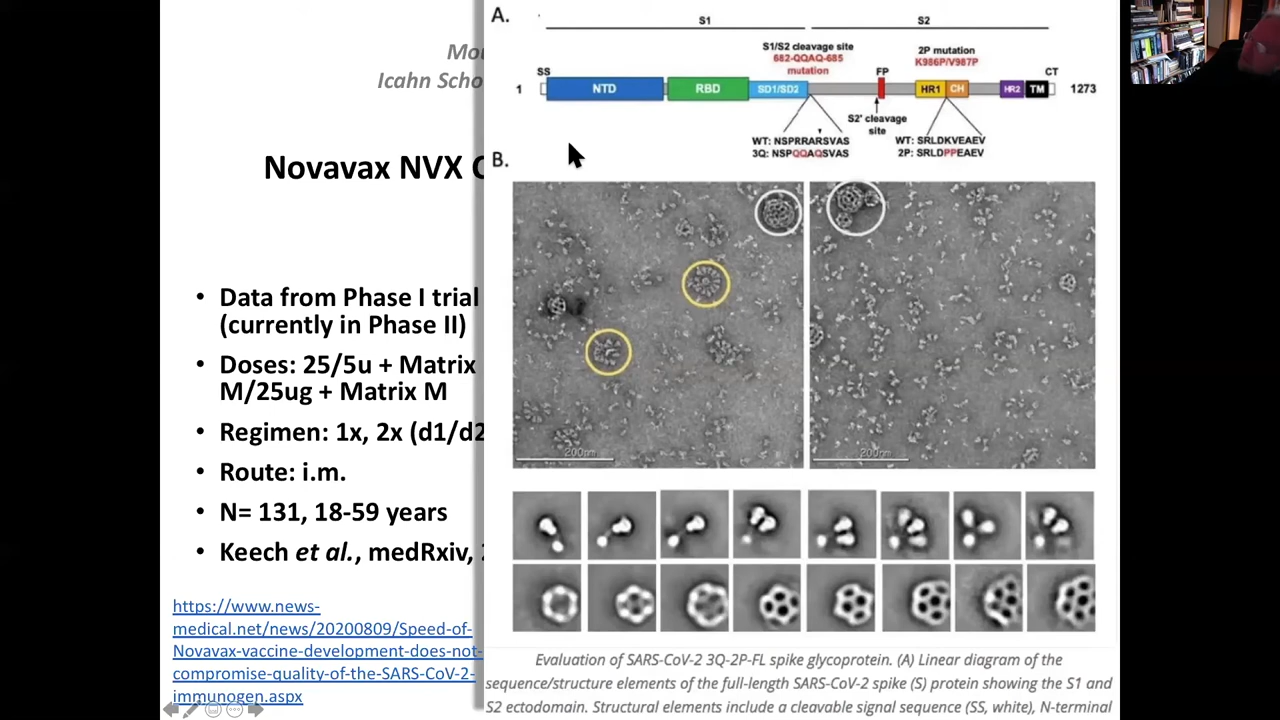 Mou
Icahn Scho
Novavax NVX C
• Data from Phase I trial
(currently in Phase II)
• Doses: 25/5u + Matrix
M/25ug + Matrix M
• Regimen: 1x, 2x (d1/d2
• Route: i.m.
• N= 131, 18-59 years
• Keech et al., medRxiv, 2
https://www.news-
medical.net/news/20200809/Speed-of-
Novavax-vaccine-development-does-not-
compromise-quality-of-the-SARS-CoV-2-
immunogen.aspx
A.
S1
S2
S1/S2 cleavage site
682-QQAQ-685
mutation
2P mutation
K986P/V987P
SS
FP
CT
1
NTD
RBD
SD1/SD2
HR1
CH
HR2
TM
1273
S2' cleavage
site
WT: NSPRRARSVAS
3Q: NSPQQAQSVAS
WT: SRLDKVEAEV
2P: SRLDPPEAEV
B.
200nm
200nm
Evaluation of SARS-CoV-2 3Q-2P-FL spike glycoprotein. (A) Linear diagram of the
sequence/structure elements of the full-length SARS-CoV-2 spike (S) protein showing the S1 and
S2 ectodomain. Structural elements include a cleavable signal sequence (SS, white), N-terminal